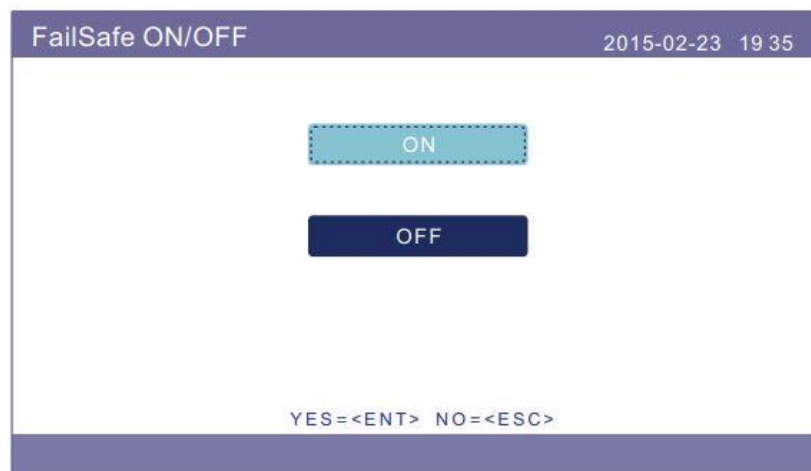 FailSafe ON/OFF 2015-02-23 19 35
ON
OFF
YES=<ENT> NO=<ESC>